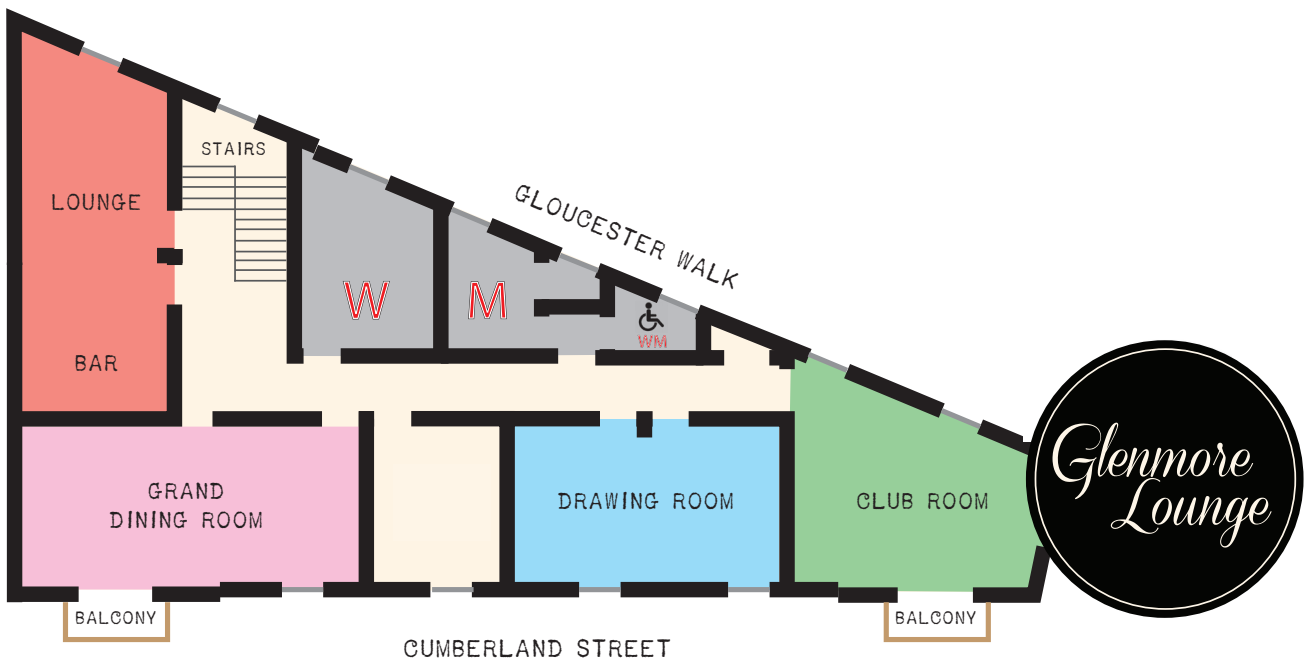 STAIRS
LOUNGE
GLOUCESTER WALK
W
M
WM
BAR
GRAND
DINING ROOM
DRAWING ROOM
CLUB ROOM
Glenmore
Lounge
BALCONY
BALCONY
CUMBERLAND STREET